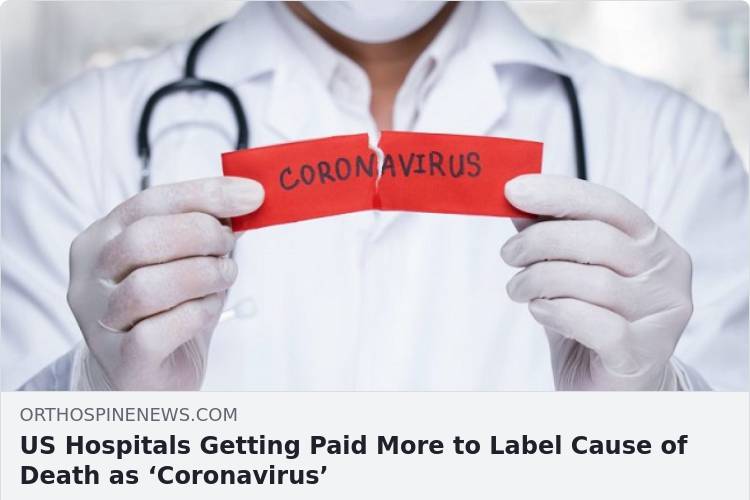 CORONAVIRUS
ORTHOSPINENEWS.COM
US Hospitals Getting Paid More to Label Cause of
Death as ‘Coronavirus’